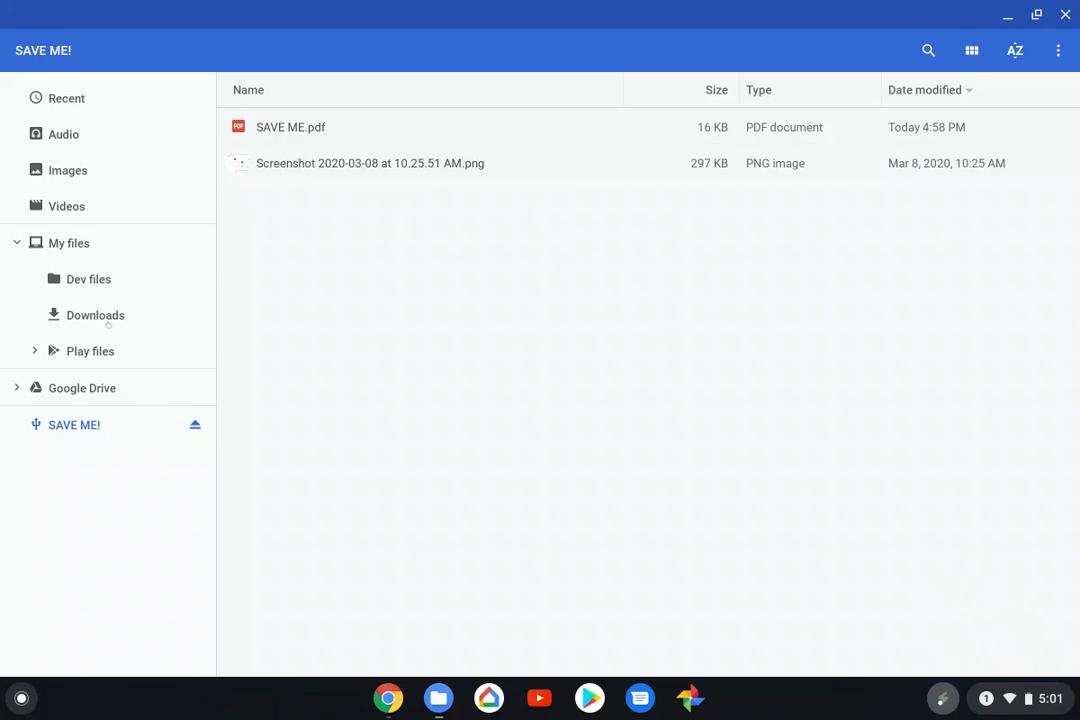 SAVE ME!
AZ
Recent
Audio
Images
Videos
My files
Dev files
Downloads
Play files
Google Drive
SAVE ME!
Name Size Type Date modified
PDF SAVE ME.pdf 16 KB PDF document Today 4:58 PM
Screenshot 2020-03-08 at 10.25.51 AM.png 297 KB PNG image Mar 8, 2020, 10:25 AM
1 5:01